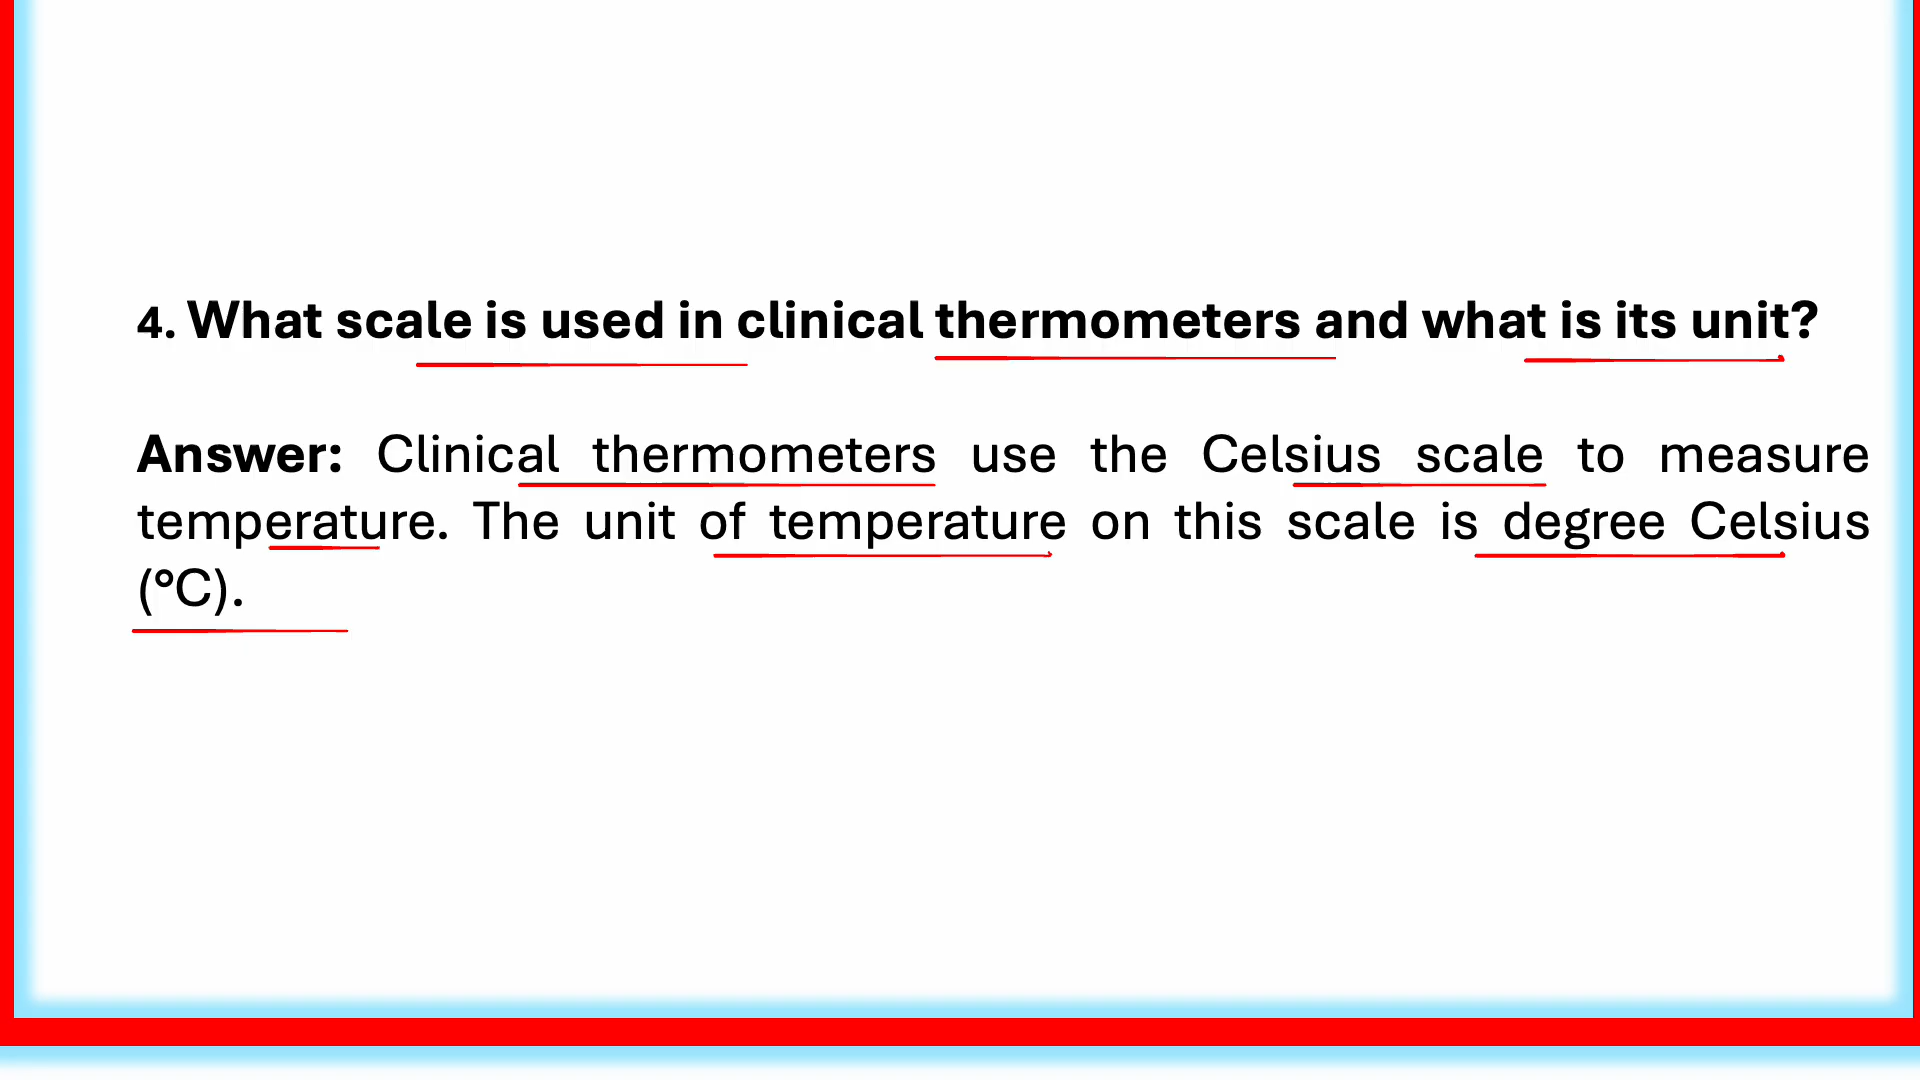 4. What scale is used in clinical thermometers and what is its unit?
Answer: Clinical thermometers use the Celsius scale to measure
temperature. The unit of temperature on this scale is degree Celsius
(°C).